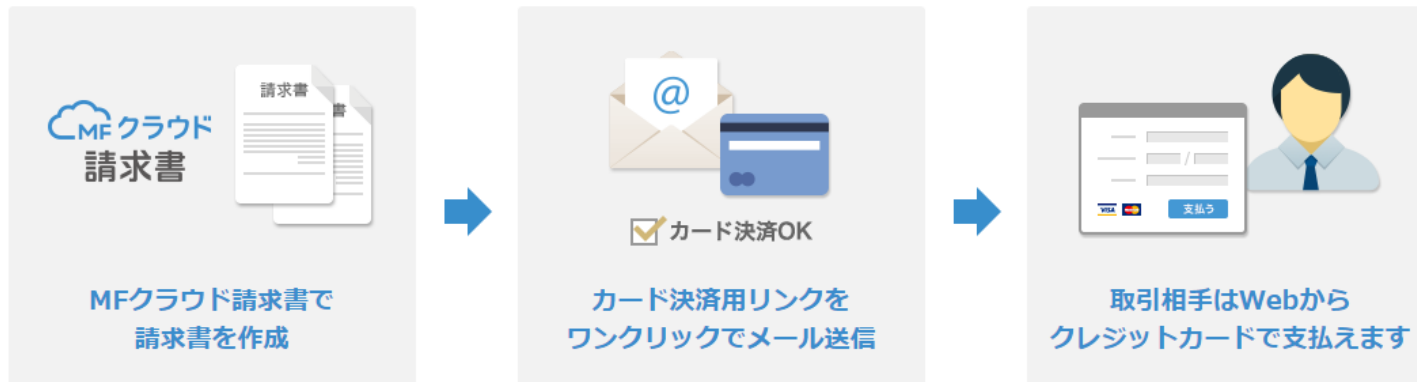 MFクラウド
請求書
請求書
書
MFクラウド請求書で
請求書を作成
@
カード決済OK
カード決済用リンクを
ワンクリックでメール送信
/
VISA
支払う
取引相手はWebから
クレジットカードで支払えます